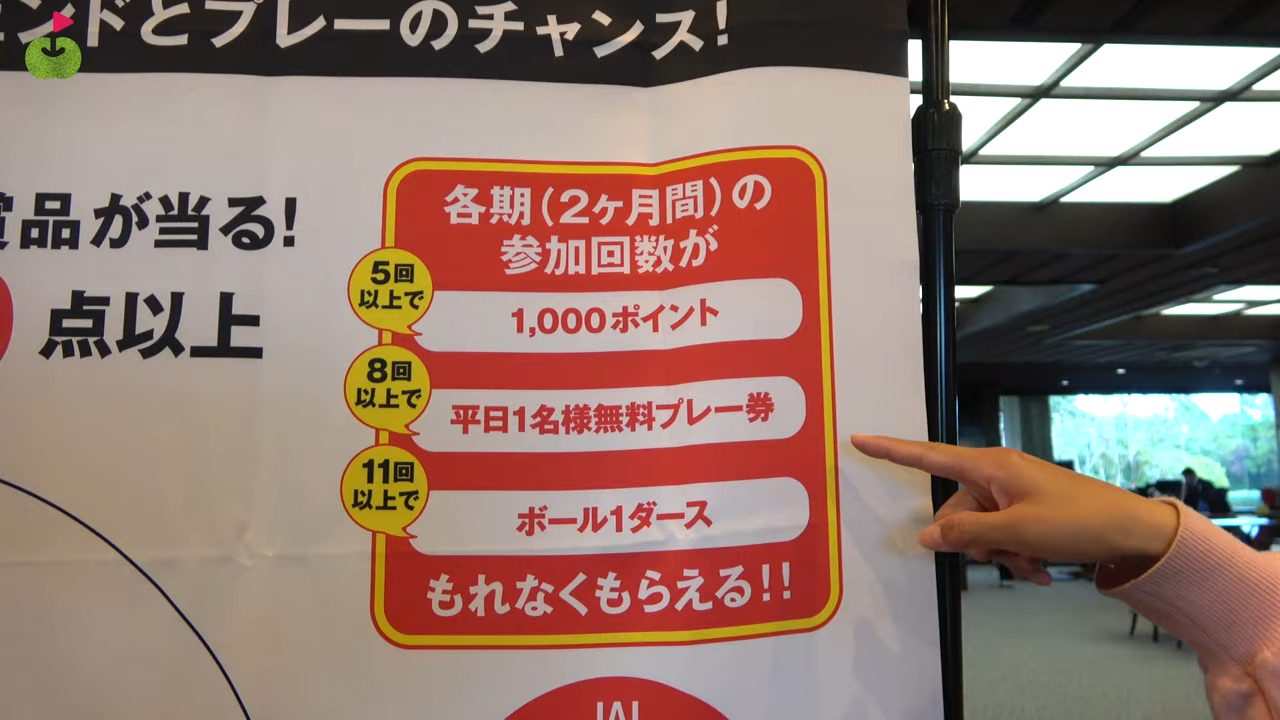 ンドとプレーのチャンス!
賞品が当る!
点以上
各期(2ヶ月間)の
参加回数が
5回
以上で
1,000ポイント
8回
以上で
平日1名様無料プレー券
11回
以上で
ボール1ダース
もれなくもらえる!!